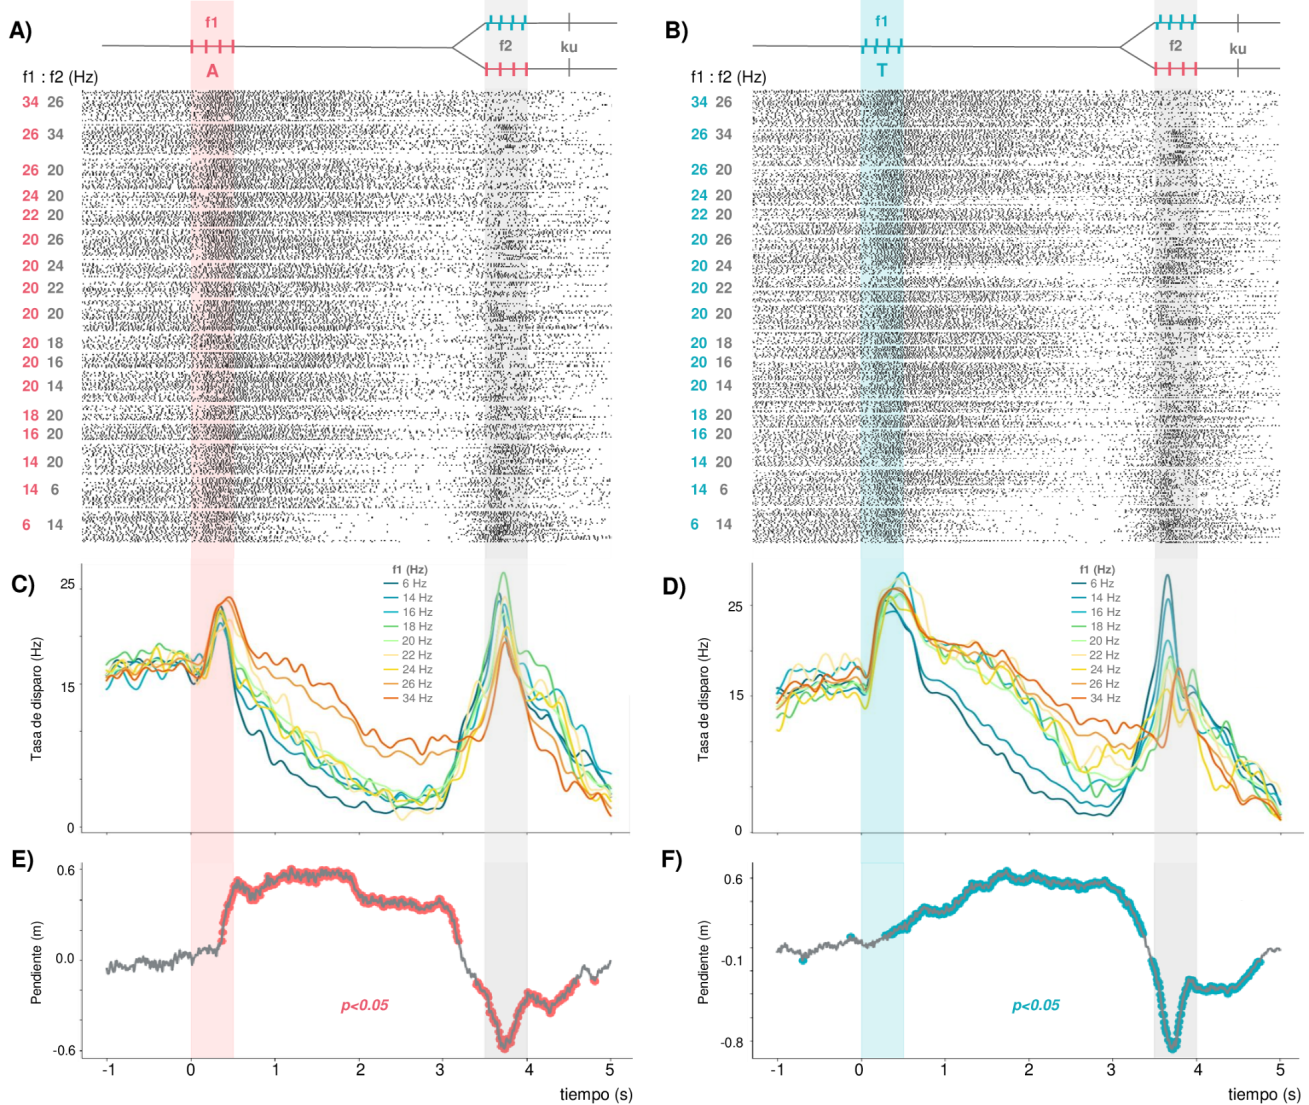 A)
f1
f2
ku
A
f1 : f2 (Hz)
34 26
26 34
26 20
24 20
22 20
20 26
20 24
20 22
20 20
20 18
20 16
20 14
18 20
16 20
14 20
14 6
6 14
B)
f1
f2
ku
T
f1 : f2 (Hz)
34 26
26 34
26 20
24 20
22 20
20 26
20 24
20 22
20 20
20 18
20 16
20 14
18 20
16 20
14 20
14 6
6 14
C)
Tasa de disparo (Hz)
25
15
0
f1 (Hz)
6 Hz
14 Hz
16 Hz
18 Hz
20 Hz
22 Hz
24 Hz
26 Hz
34 Hz
D)
Tasa de disparo (Hz)
25
15
0
f1 (Hz)
6 Hz
14 Hz
16 Hz
18 Hz
20 Hz
22 Hz
24 Hz
26 Hz
34 Hz
E)
Pendiente (m)
0.6
0.0
-0.6
p<0.05
-1 0 1 2 3 4 5
tiempo (s)
F)
Pendiente (m)
0.6
-0.1
-0.8
p<0.05
-1 0 1 2 3 4 5
tiempo (s)